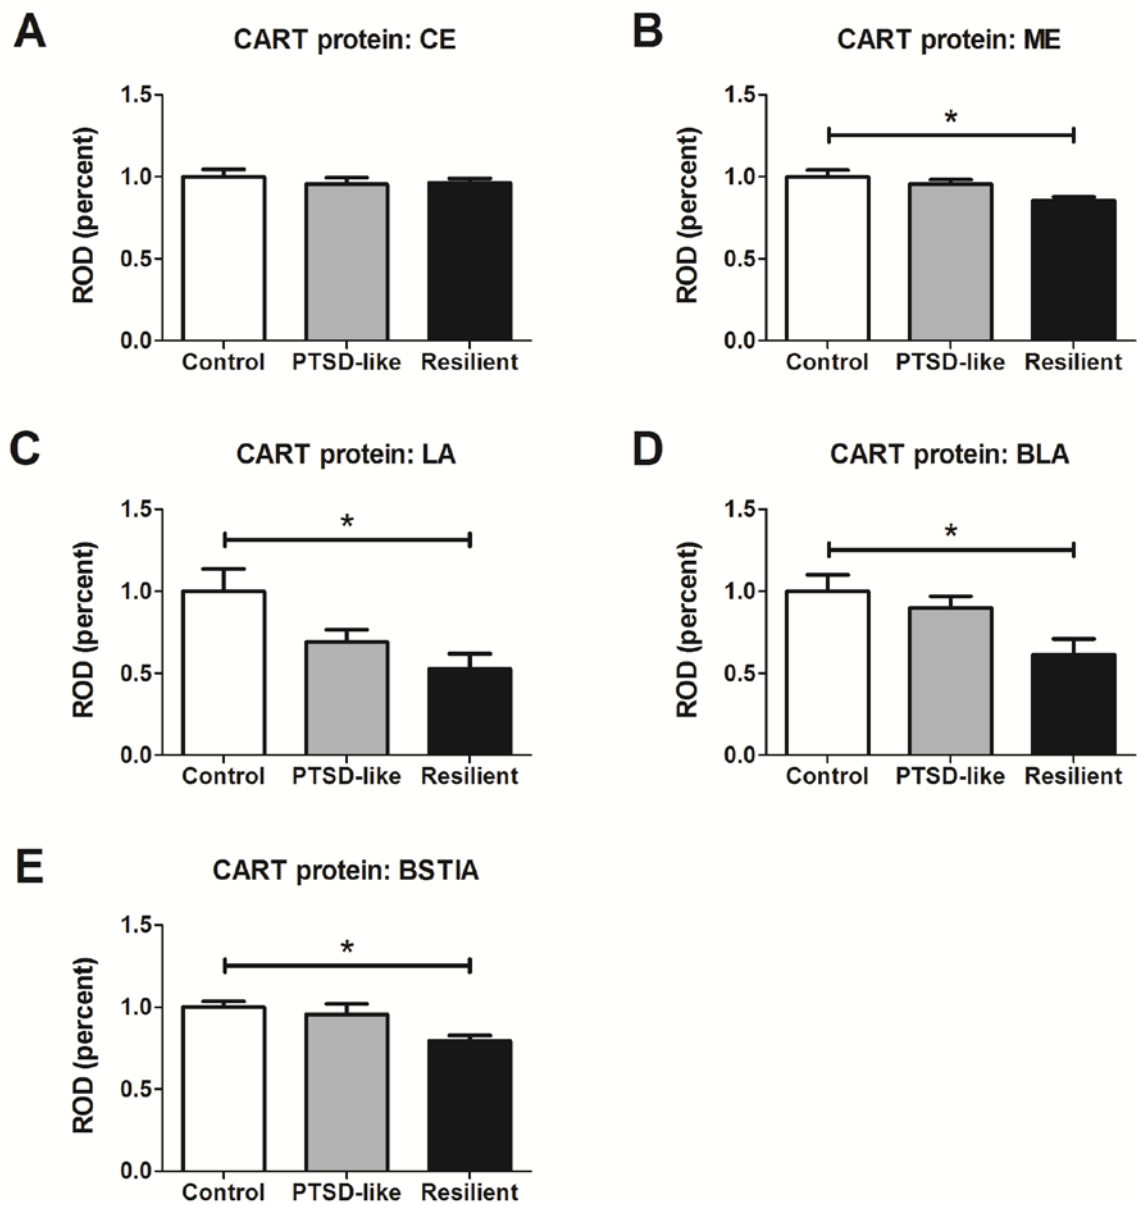 A
CART protein: CE
ROD (percent)
1.5
1.0
0.5
0.0
Control PTSD-like Resilient
B
CART protein: ME
ROD (percent)
1.5
1.0
0.5
0.0
*
Control PTSD-like Resilient
C
CART protein: LA
ROD (percent)
1.5
1.0
0.5
0.0
*
Control PTSD-like Resilient
D
CART protein: BLA
ROD (percent)
1.5
1.0
0.5
0.0
*
Control PTSD-like Resilient
E
CART protein: BSTIA
ROD (percent)
1.5
1.0
0.5
0.0
*
Control PTSD-like Resilient